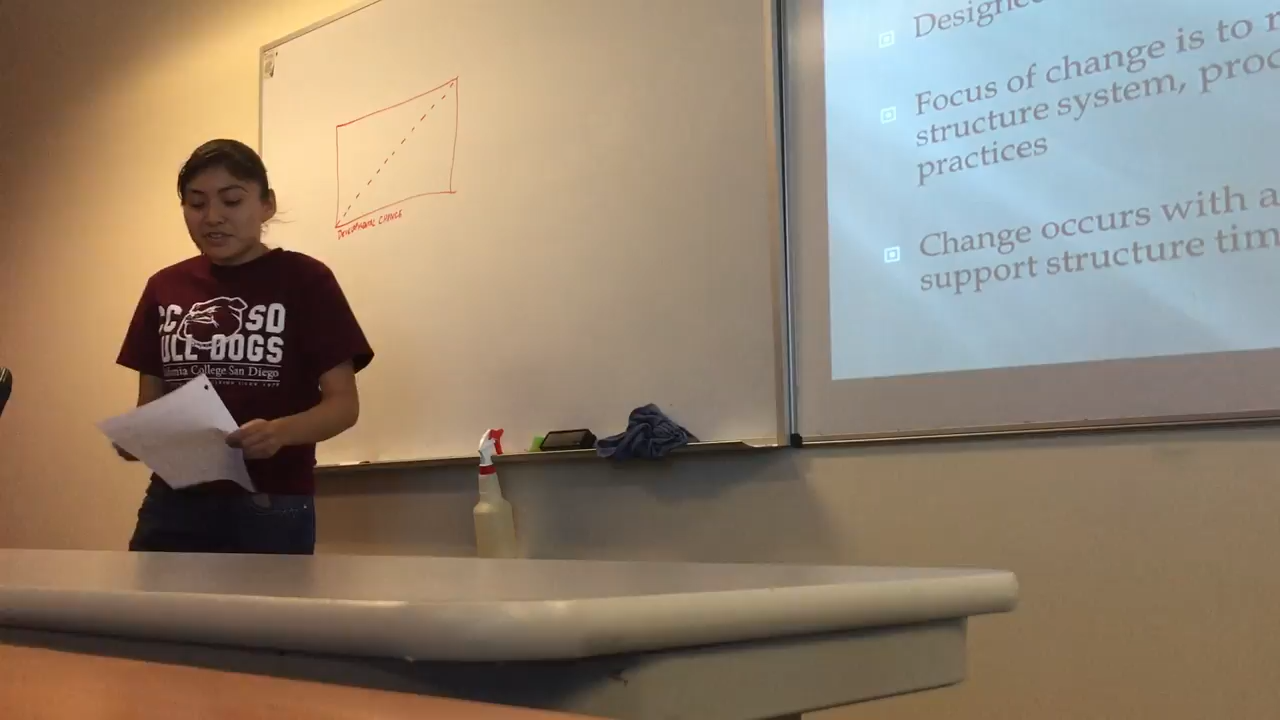 DEVELOPMENTAL CHANGE
CC SD
ULL DOGS
ifornia College San Diego
Designe
Focus of change is to r
structure system, proc
practices
Change occurs with a
support structure tim